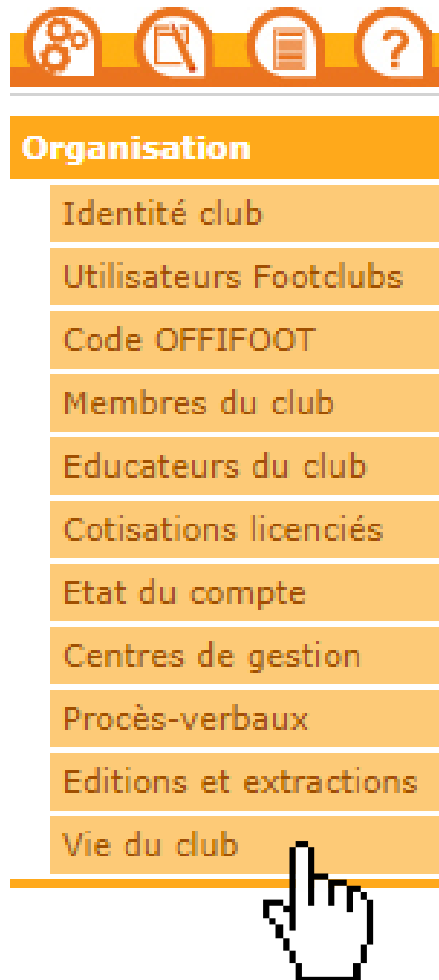 ?
Organisation
Identité club
Utilisateurs Footclubs
Code OFFIFOOT
Membres du club
Educateurs du club
Cotisations licenciés
Etat du compte
Centres de gestion
Procès-verbaux
Editions et extractions
Vie du club